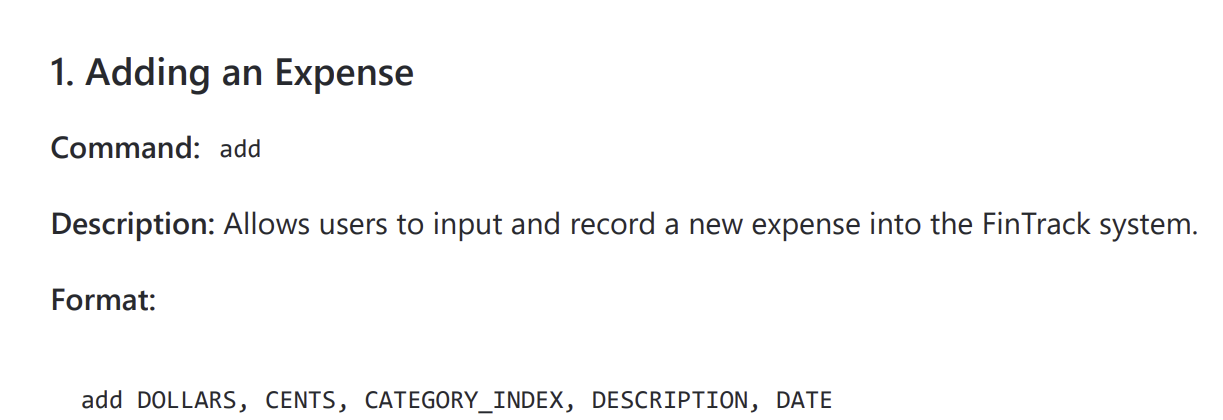 1. Adding an Expense
Command: add
Description: Allows users to input and record a new expense into the FinTrack system.
Format:
add DOLLARS, CENTS, CATEGORY_INDEX, DESCRIPTION, DATE